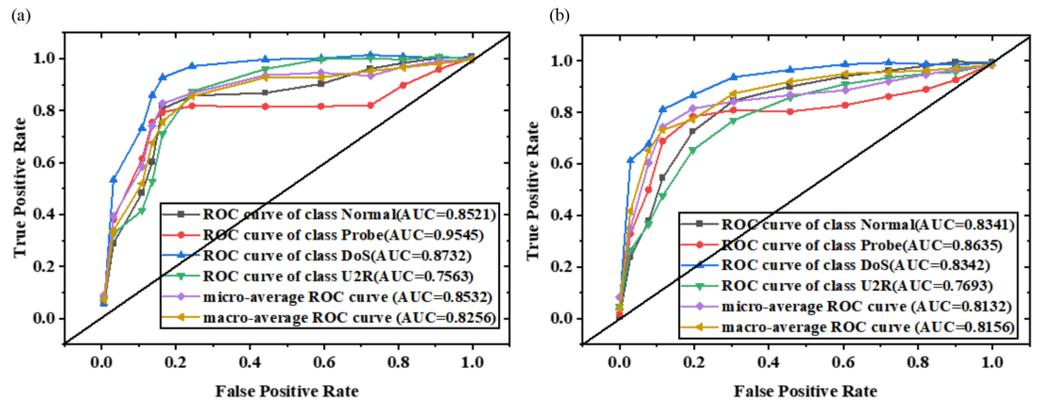 (a)
True Positive Rate
1.0
0.8
0.6
0.4
0.2
0.0
ROC curve of class Normal(AUC=0.8521)
ROC curve of class Probe(AUC=0.9545)
ROC curve of class DoS(AUC=0.8732)
ROC curve of class U2R(AUC=0.7563)
micro-average ROC curve (AUC=0.8532)
macro-average ROC curve (AUC=0.8256)
0.0 0.2 0.4 0.6 0.8 1.0
False Positive Rate
(b)
True Positive Rate
1.0
0.8
0.6
0.4
0.2
0.0
ROC curve of class Normal(AUC=0.8341)
ROC curve of class Probe(AUC=0.8635)
ROC curve of class DoS(AUC=0.8342)
ROC curve of class U2R(AUC=0.7693)
micro-average ROC curve (AUC=0.8132)
macro-average ROC curve (AUC=0.8156)
0.0 0.2 0.4 0.6 0.8 1.0
False Positive Rate